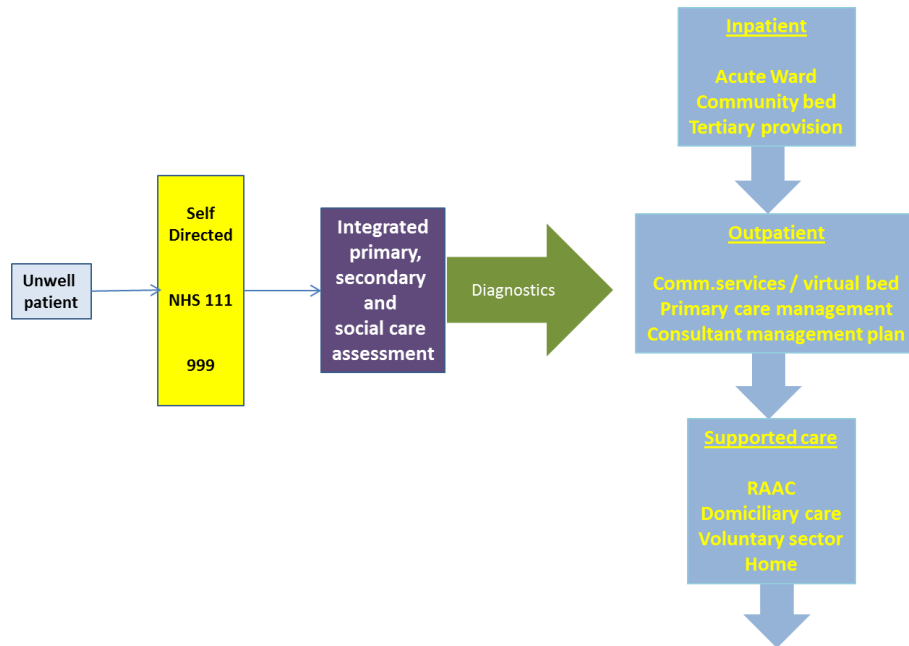 Unwell
patient
Self
Directed
NHS 111
999
Integrated
primary,
secondary
and
social care
assessment
Diagnostics
Inpatient
Acute Ward
Community bed
Tertiary provision
Outpatient
Comm.services / virtual bed
Primary care management
Consultant management plan
Supported care
RAAC
Domiciliary care
Voluntary sector
Home